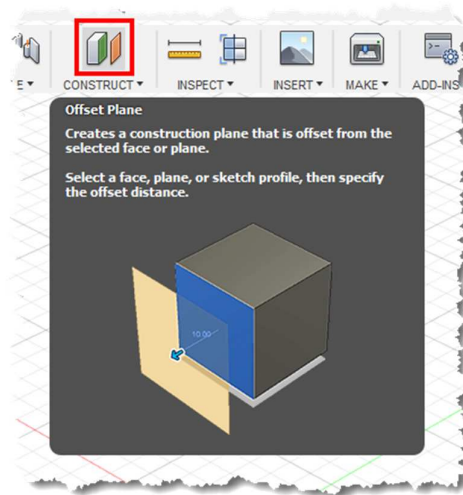 E
CONSTRUCT
INSPECT
INSERT
MAKE
ADD-INS
Offset Plane
Creates a construction plane that is offset from the
selected face or plane.
Select a face, plane, or sketch profile, then specify
the offset distance.
10.00